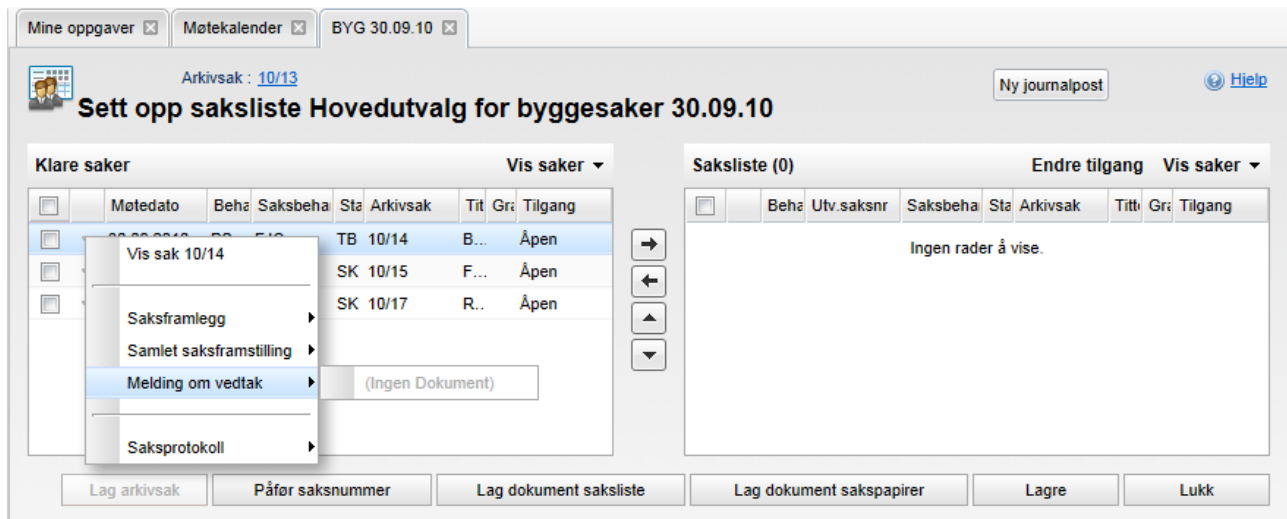 Mine oppgaver Møtekalender BYG 30.09.10
Arkivsak : 10/13 Ny journalpost Hjelp
Sett opp saksliste Hovedutvalg for byggesaker 30.09.10
Klare saker Vis saker Saksliste (0) Endre tilgang Vis saker
Møtedato Beha Saksbeha Sta Arkivsak Tit Gra Tilgang Beha Utv.saksnr Saksbeha Sta Arkivsak Titt Gra Tilgang
TB 10/14 B... Åpen
Vis sak 10/14 Ingen rader å vise.
SK 10/15 F... Åpen
SK 10/17 R.. Åpen
Saksframlegg
Samlet saksframstilling
Melding om vedtak (Ingen Dokument)
Saksprotokoll
Lag arkivsak Påfør saksnummer Lag dokument saksliste Lag dokument sakspapirer Lagre Lukk